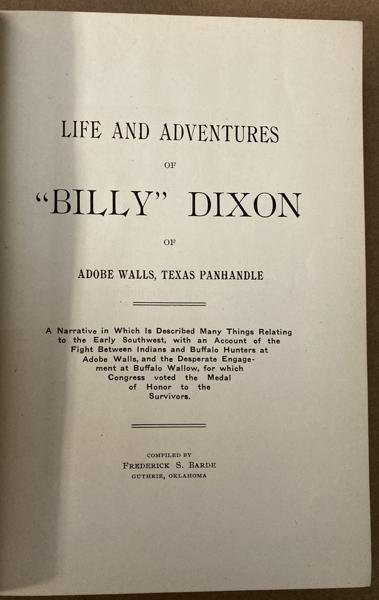 LIFE AND ADVENTURES
OF
"BILLY" DIXON
OF
ADOBE WALLS, TEXAS PANHANDLE
A Narrative in Which Is Described Many Things Relating
to the Early Southwest, with an Account of the
Fight Between Indians and Buffalo Hunters at
Adobe Walls, and the Desperate Engage-
ment at Buffalo Wallow, for which
Congress voted the Medal
of Honor to the
Survivors.
COMPILED BY
FREDERICK S. BARDE
GUTHRIE, OKLAHOMA